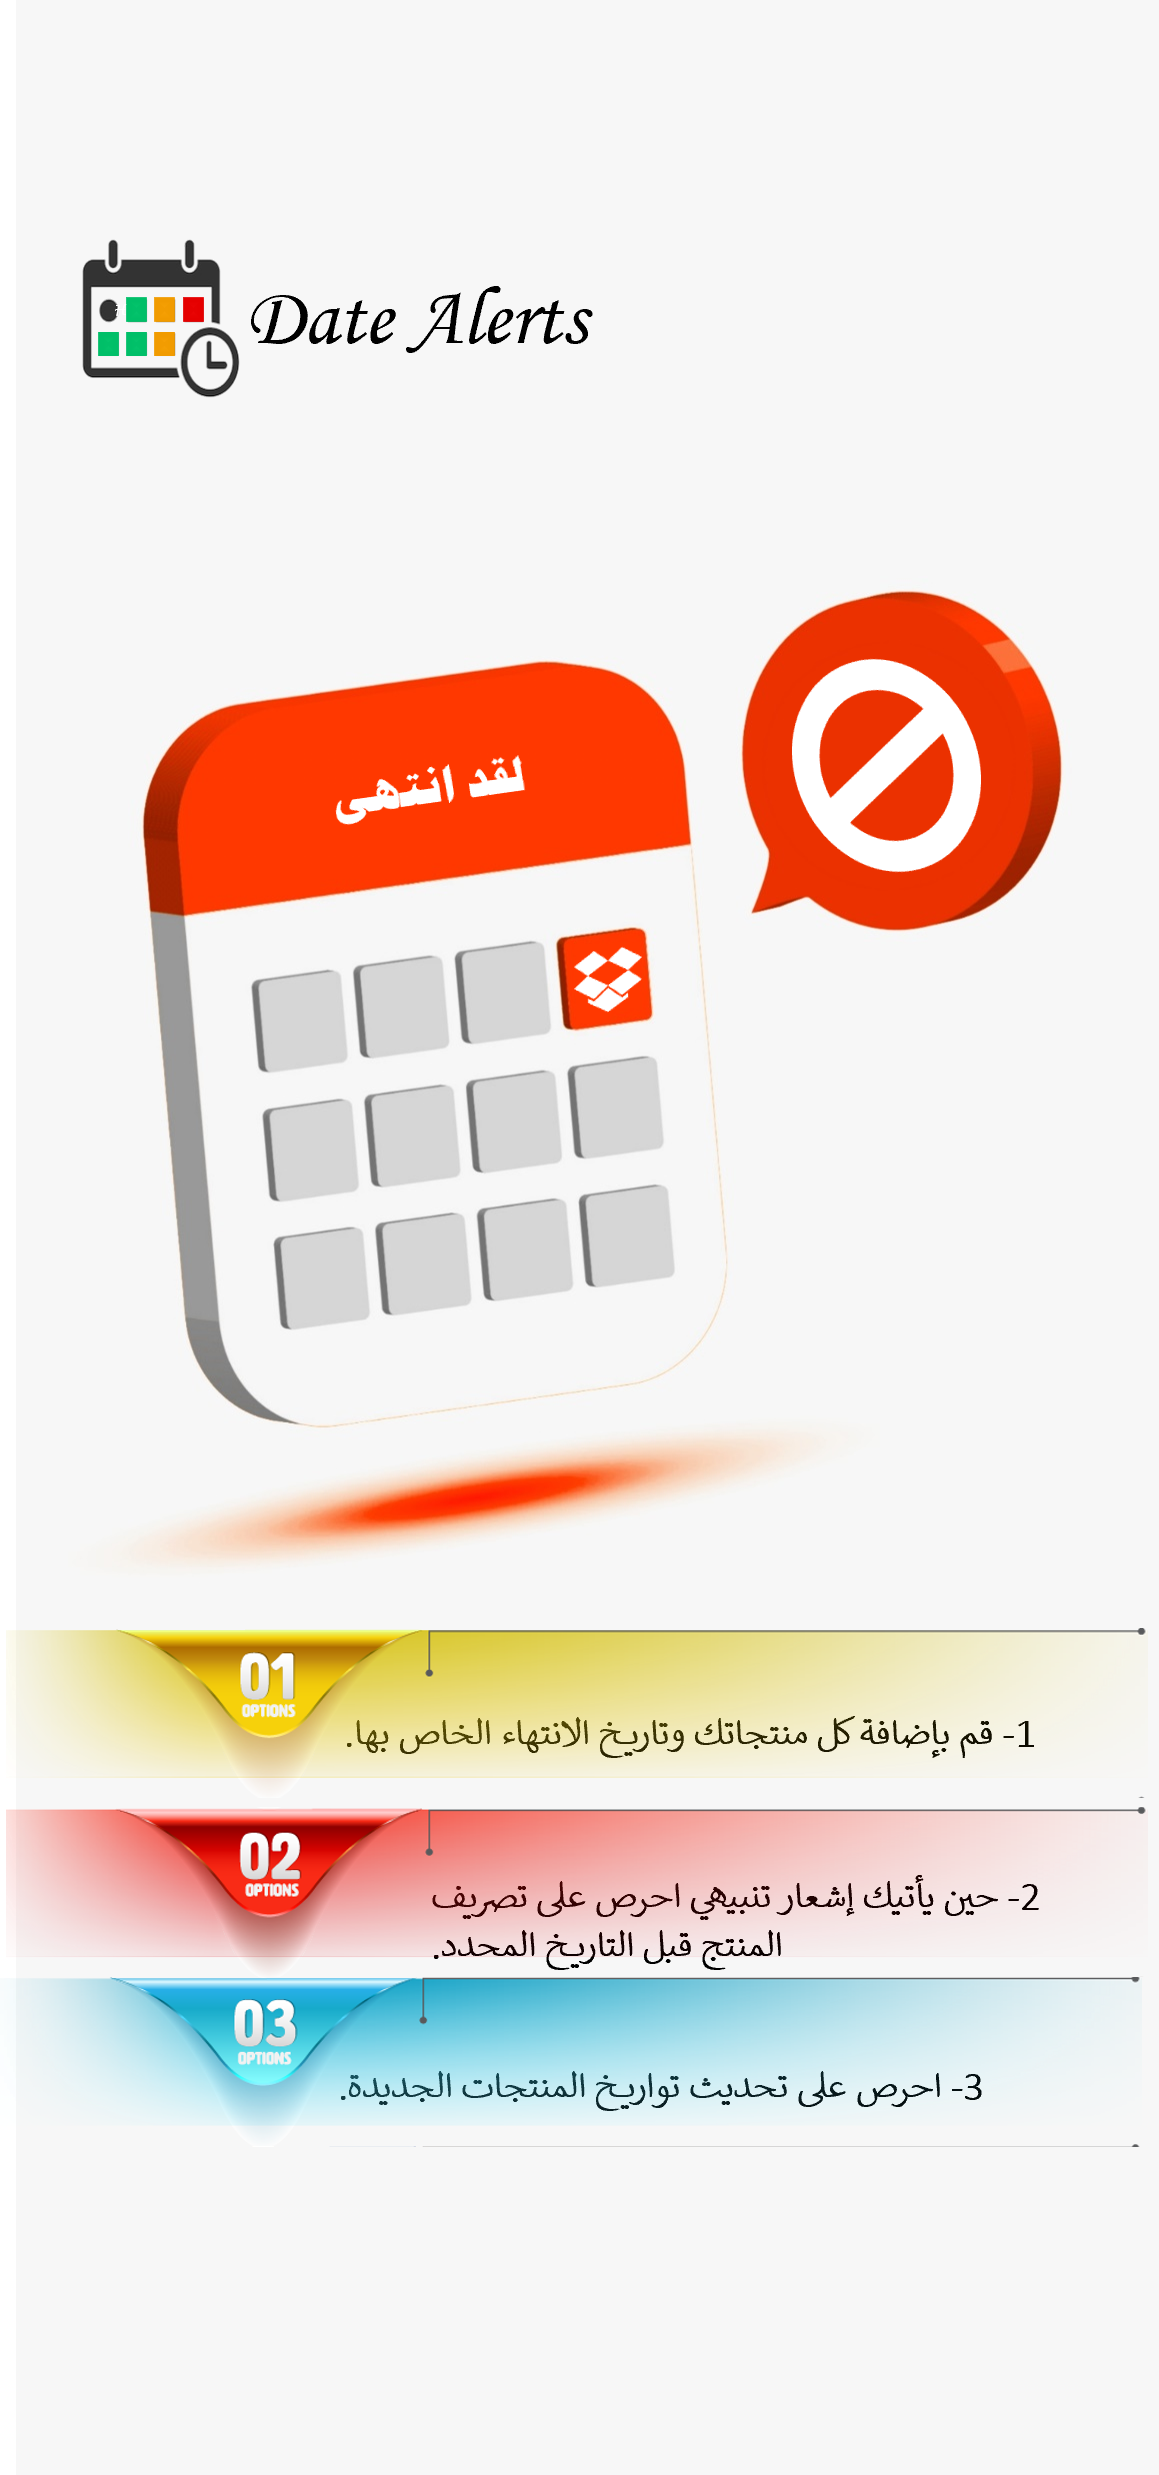 Date Alerts
لقد انتهى
01
OPTIONS
1- قم بإضافة كل منتجاتك وتاريخ الانتهاء الخاص بها.
02
OPTIONS
2- حين يأتيك إشعار تنبيهي احرص على تصريف
المنتج قبل التاريخ المحدد.
03
OPTIONS
3- احرص على تحديث تواريخ المنتجات الجديدة.